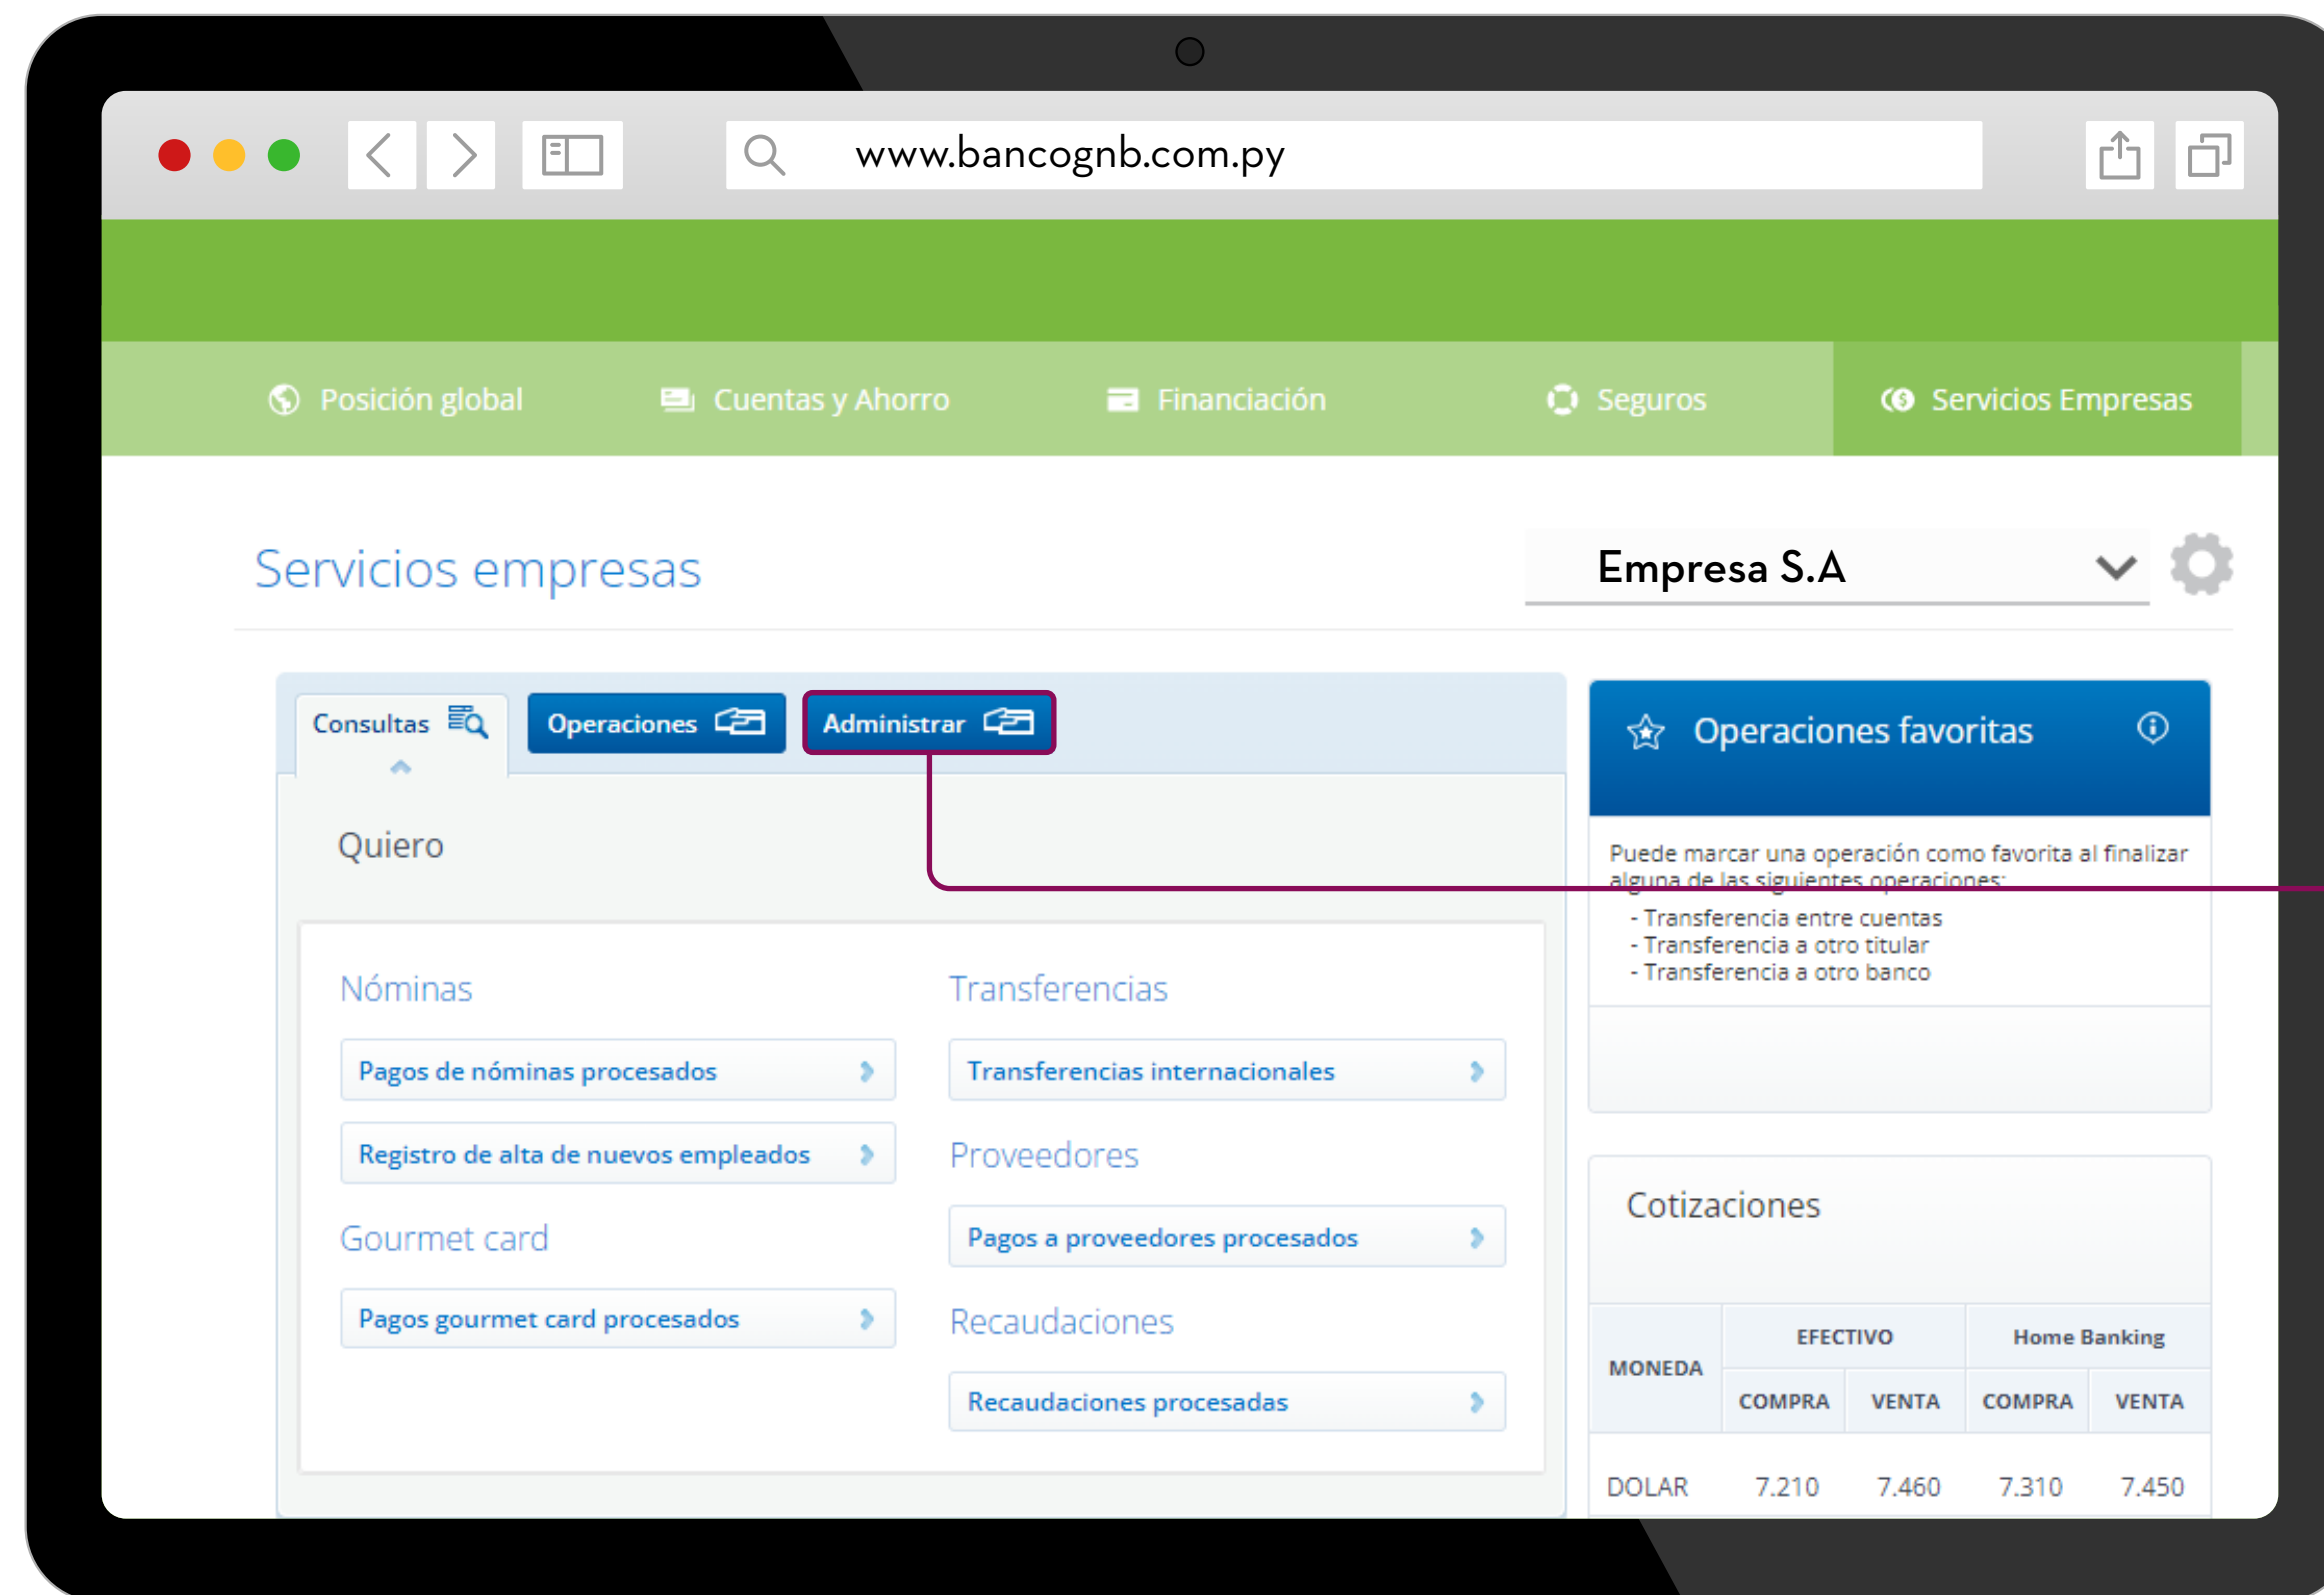 www.bancognb.com.py
Posición global
Cuentas y Ahorro
Financiación
Seguros
Servicios Empresas
Servicios empresas
Empresa S.A
Consultas
Operaciones
Administrar
Quiero
Nóminas
Pagos de nóminas procesados
Registro de alta de nuevos empleados
Gourmet card
Pagos gourmet card procesados
Transferencias
Transferencias internacionales
Proveedores
Pagos a proveedores procesados
Recaudaciones
Recaudaciones procesadas
Operaciones favoritas
Puede marcar una operación como favorita al finalizar
alguna de las siguientes operaciones:
- Transferencia entre cuentas
- Transferencia a otro titular
- Transferencia a otro banco
Cotizaciones
MONEDA EFECTIVO Home Banking
COMPRA VENTA COMPRA VENTA
DOLAR 7.210 7.460 7.310 7.450